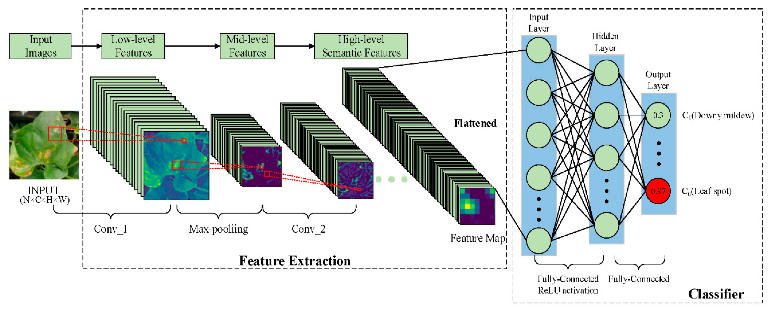 Input
Images
Low-level
Features
Mid-level
Features
High-level
Semantic Features
INPUT
(N×C×H×W)
Conv_1
Max-pooliing
Conv_2
Flattened
Feature Map
Feature Extraction
Input
Layer
Hidden
Layer
Output
Layer
0.3
C₁(Downy mildew)
0.97
Cₙ(Leaf spot)
Fully-Connected
ReLU activation
Fully-Connected
Classifier